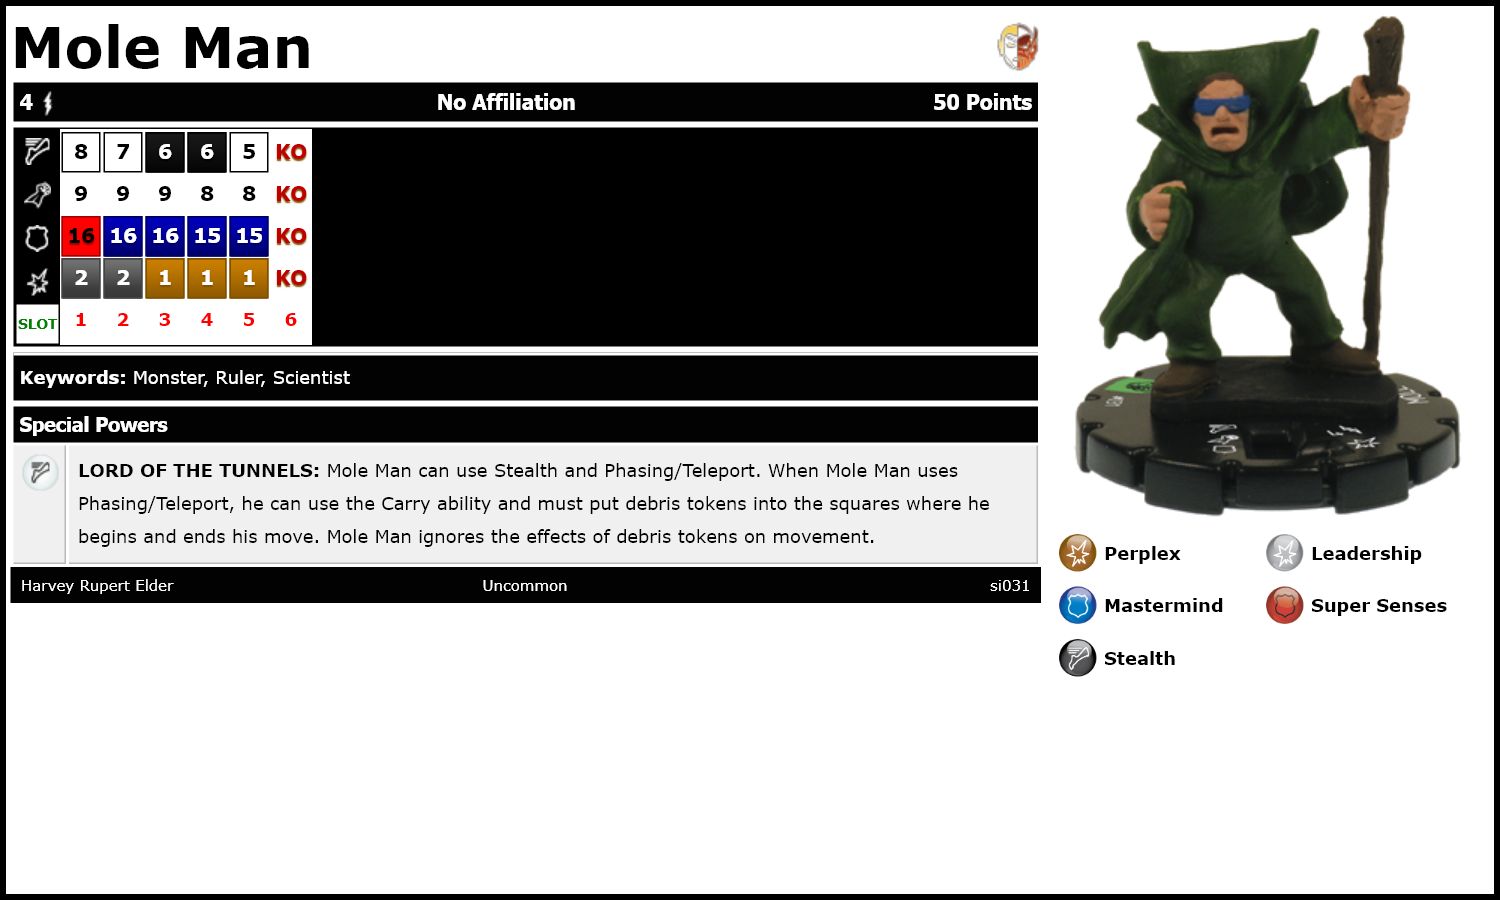 Mole Man
4 No Affiliation 50 Points
8 7 6 6 5 KO
9 9 9 8 8 KO
16 16 16 15 15 KO
2 2 1 1 1 KO
SLOT 1 2 3 4 5 6
Keywords: Monster, Ruler, Scientist
Special Powers
LORD OF THE TUNNELS: Mole Man can use Stealth and Phasing/Teleport. When Mole Man uses
Phasing/Teleport, he can use the Carry ability and must put debris tokens into the squares where he
begins and ends his move. Mole Man ignores the effects of debris tokens on movement.
Harvey Rupert Elder Uncommon si031
Perplex Leadership
Mastermind Super Senses
Stealth